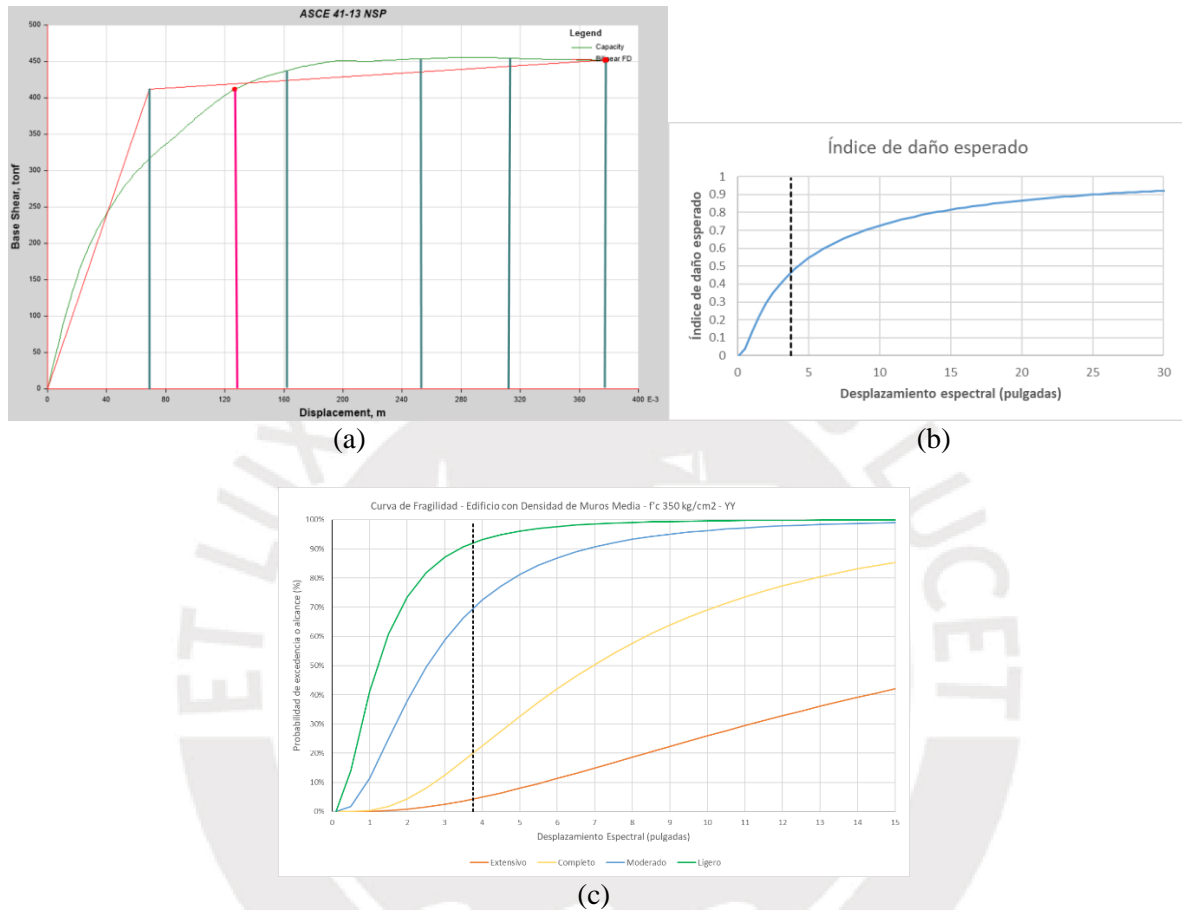 ASCE 41-13 NSP
Legend
Capacity
Bilinear FD
Base Shear, tonf
500
450
400
350
300
250
200
150
100
50
0
0 40 80 120 160 200 240 280 320 360 400 E-3
Displacement, m
(a)
Índice de daño esperado
Índice de daño esperado
1
0.9
0.8
0.7
0.6
0.5
0.4
0.3
0.2
0.1
0
0 5 10 15 20 25 30
Desplazamiento espectral (pulgadas)
(b)
Curva de Fragilidad - Edificio con Densidad de Muros Media - f'c 350 kg/cm2 - YY
Probabilidad de excedencia o alcance (%)
100%
90%
80%
70%
60%
50%
40%
30%
20%
10%
0%
0 1 2 3 4 5 6 7 8 9 10 11 12 13 14 15
Desplazamiento Espectral (pulgadas)
Extensivo Completo Moderado Ligero
(c)
ET LUX
LUCET